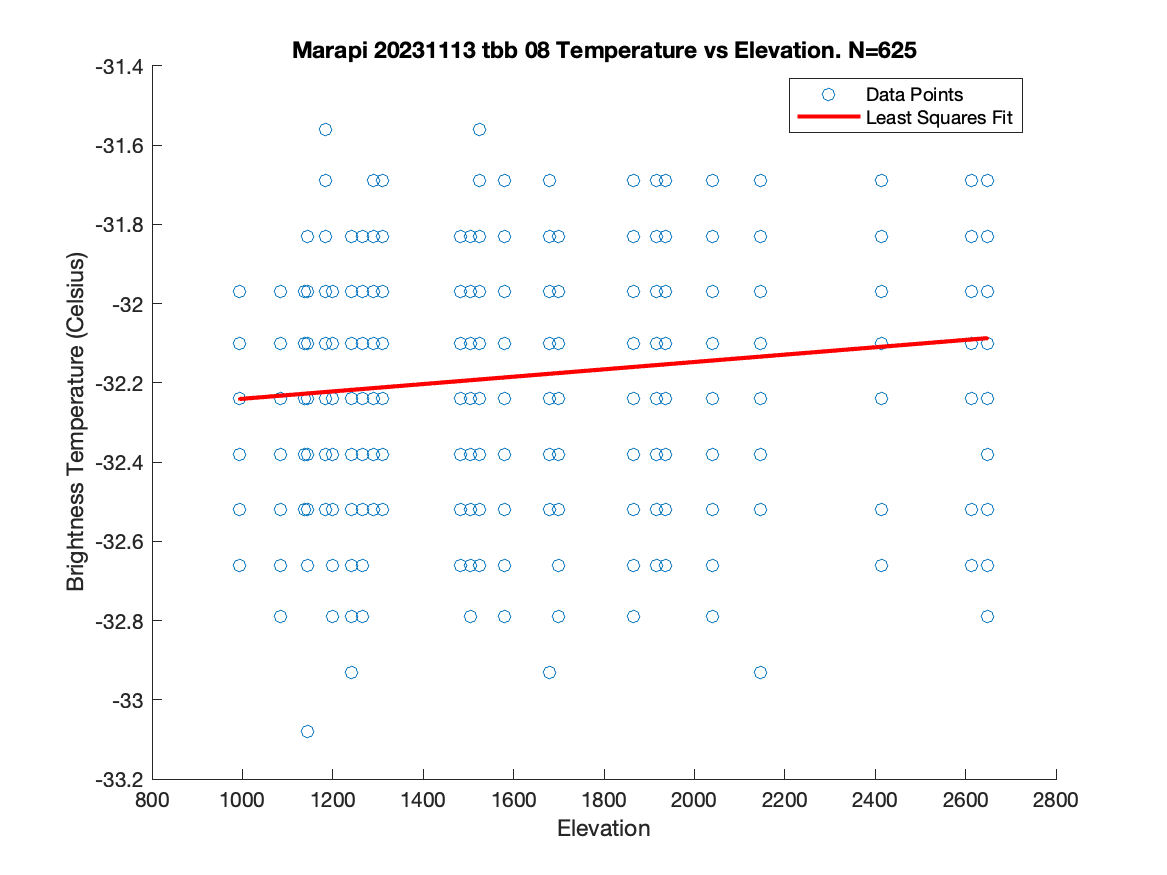 Marapi 20231113 tbb 08 Temperature vs Elevation. N=625
Data Points
Least Squares Fit
Brightness Temperature (Celsius)
-31.4
-31.6
-31.8
-32
-32.2
-32.4
-32.6
-32.8
-33
-33.2
800 1000 1200 1400 1600 1800 2000 2200 2400 2600 2800
Elevation